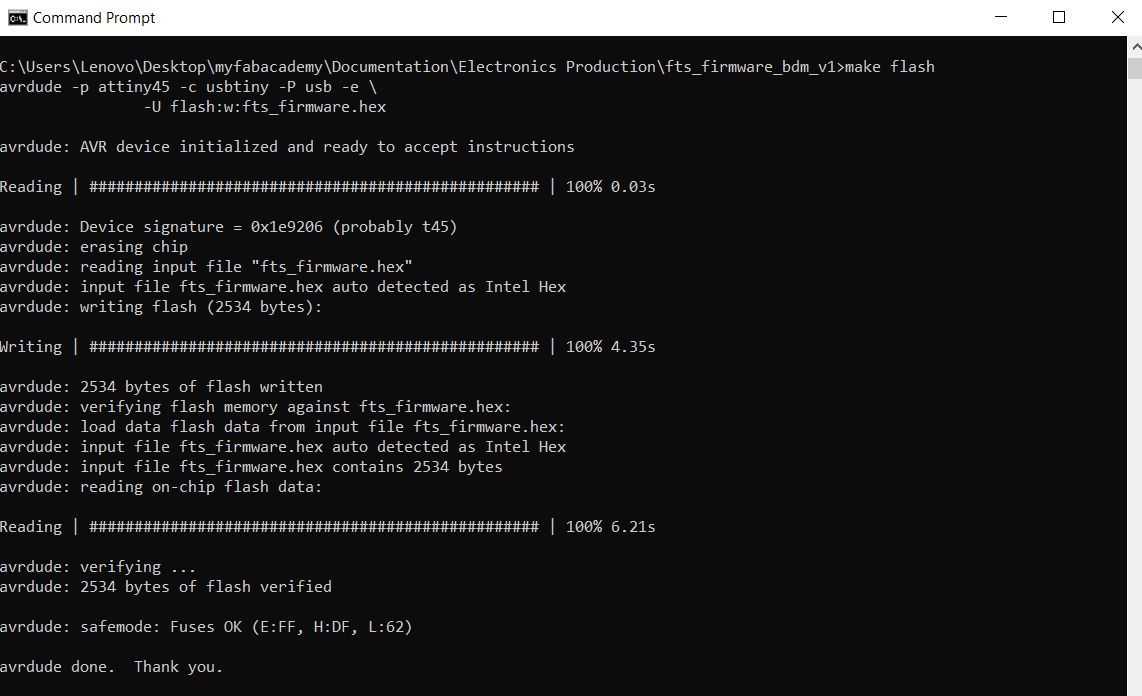 Command Prompt
C:\Users\Lenovo\Desktop\myfabacademy\Documentation\Electronics Production\fts_firmware_bdm_v1>make flash
avrdude -p attiny45 -c usbtiny -P usb -e \
-U flash:w:fts_firmware.hex
avrdude: AVR device initialized and ready to accept instructions
Reading | ################################################## | 100% 0.03s
avrdude: Device signature = 0x1e9206 (probably t45)
avrdude: erasing chip
avrdude: reading input file "fts_firmware.hex"
avrdude: input file fts_firmware.hex auto detected as Intel Hex
avrdude: writing flash (2534 bytes):
Writing | ################################################## | 100% 4.35s
avrdude: 2534 bytes of flash written
avrdude: verifying flash memory against fts_firmware.hex:
avrdude: load data flash data from input file fts_firmware.hex:
avrdude: input file fts_firmware.hex auto detected as Intel Hex
avrdude: input file fts_firmware.hex contains 2534 bytes
avrdude: reading on-chip flash data:
Reading | ################################################## | 100% 6.21s
avrdude: verifying ...
avrdude: 2534 bytes of flash verified
avrdude: safemode: Fuses OK (E:FF, H:DF, L:62)
avrdude done.  Thank you.